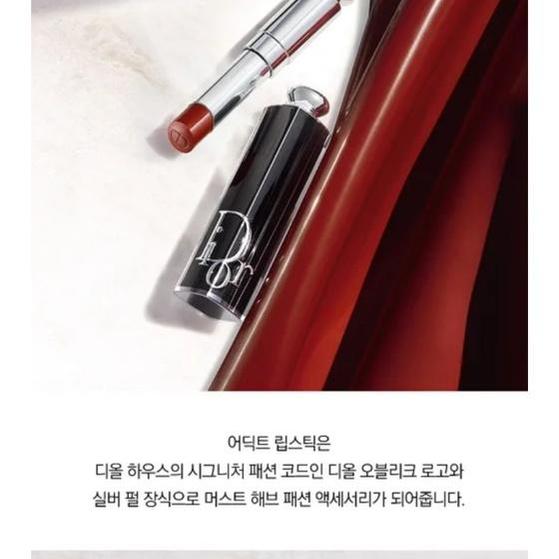 Dior
어딕트 립스틱은
디올 하우스의 시그니처 패션 코드인 디올 오블리크 로고와
실버 펄 장식으로 머스트 해브 패션 액세서리가 되어줍니다.